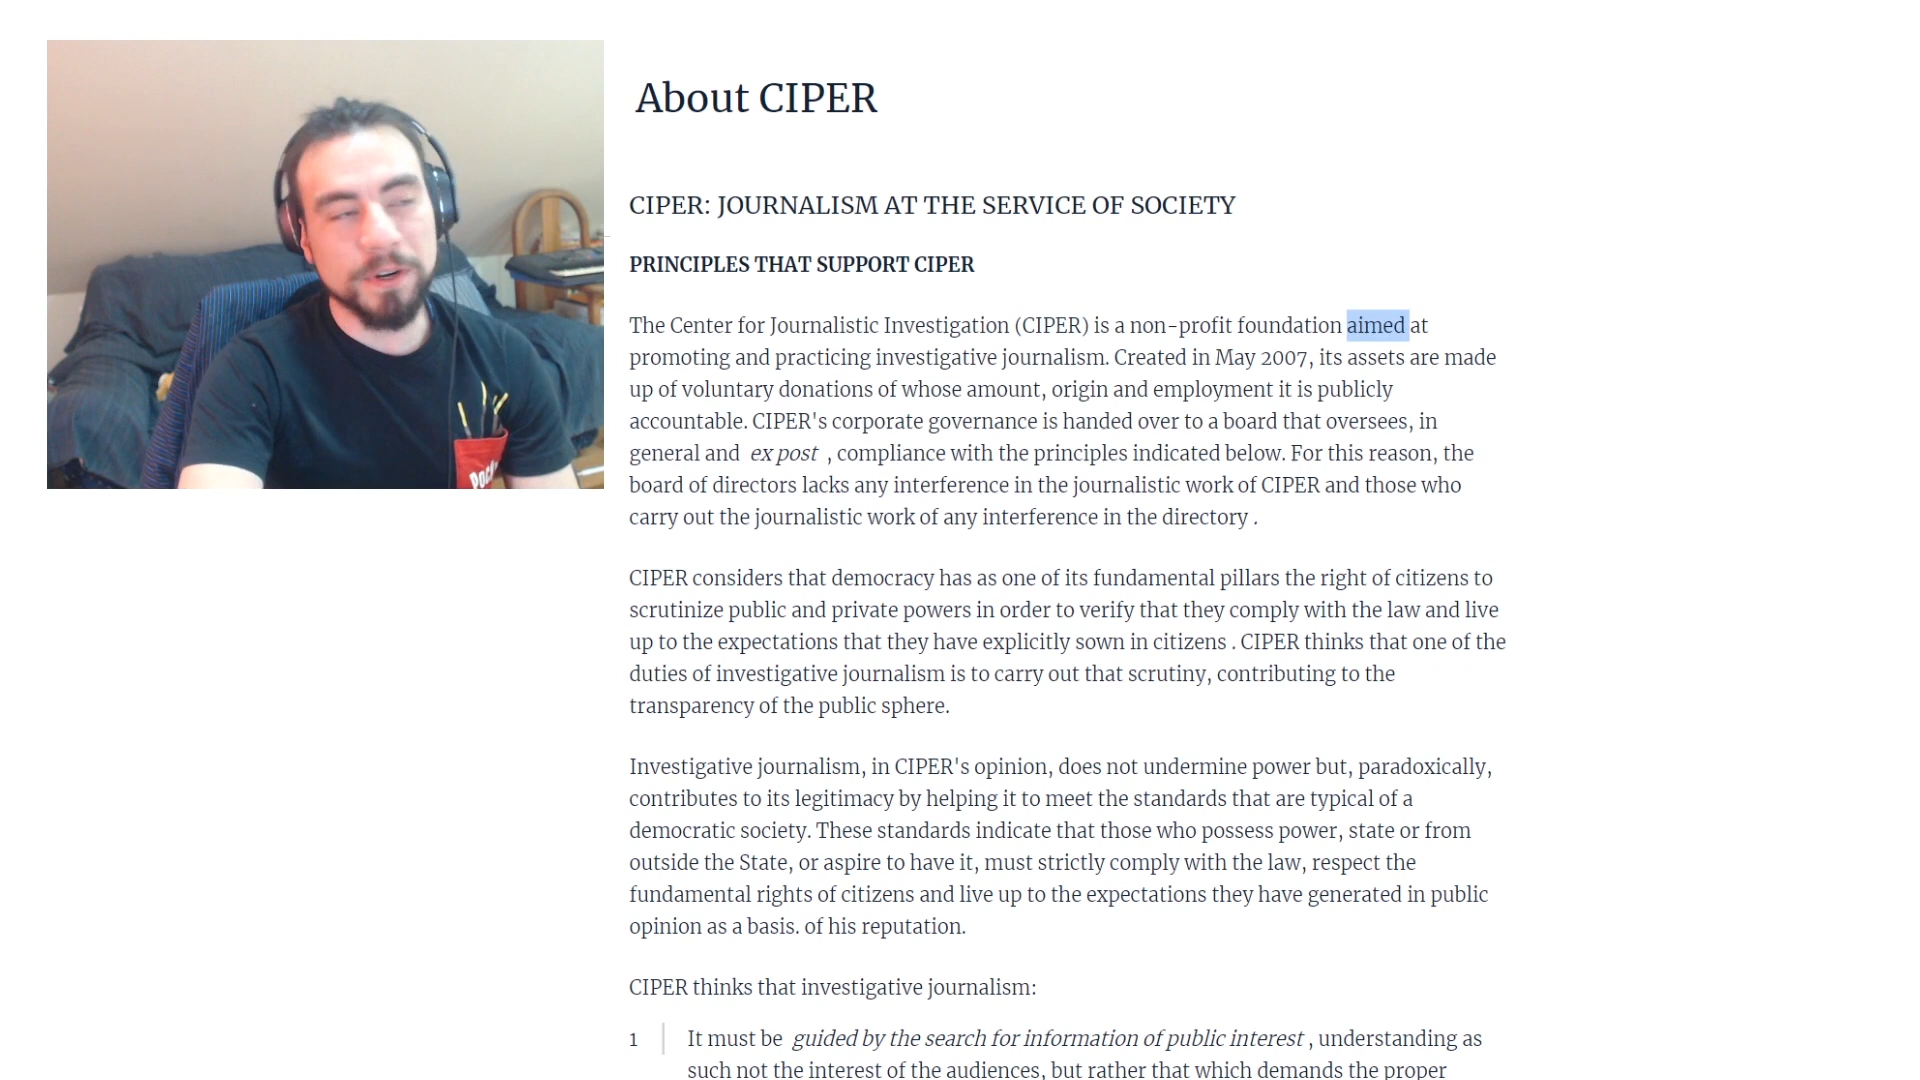 About CIPER
CIPER: JOURNALISM AT THE SERVICE OF SOCIETY
PRINCIPLES THAT SUPPORT CIPER
The Center for Journalistic Investigation (CIPER) is a non-profit foundation aimed at
promoting and practicing investigative journalism. Created in May 2007, its assets are made
up of voluntary donations of whose amount, origin and employment it is publicly
accountable. CIPER's corporate governance is handed over to a board that oversees, in
general and ex post , compliance with the principles indicated below. For this reason, the
board of directors lacks any interference in the journalistic work of CIPER and those who
carry out the journalistic work of any interference in the directory .
CIPER considers that democracy has as one of its fundamental pillars the right of citizens to
scrutinize public and private powers in order to verify that they comply with the law and live
up to the expectations that they have explicitly sown in citizens . CIPER thinks that one of the
duties of investigative journalism is to carry out that scrutiny, contributing to the
transparency of the public sphere.
Investigative journalism, in CIPER's opinion, does not undermine power but, paradoxically,
contributes to its legitimacy by helping it to meet the standards that are typical of a
democratic society. These standards indicate that those who possess power, state or from
outside the State, or aspire to have it, must strictly comply with the law, respect the
fundamental rights of citizens and live up to the expectations they have generated in public
opinion as a basis. of his reputation.
CIPER thinks that investigative journalism:
1 It must be guided by the search for information of public interest , understanding as
such not the interest of the audiences, but rather that which demands the proper